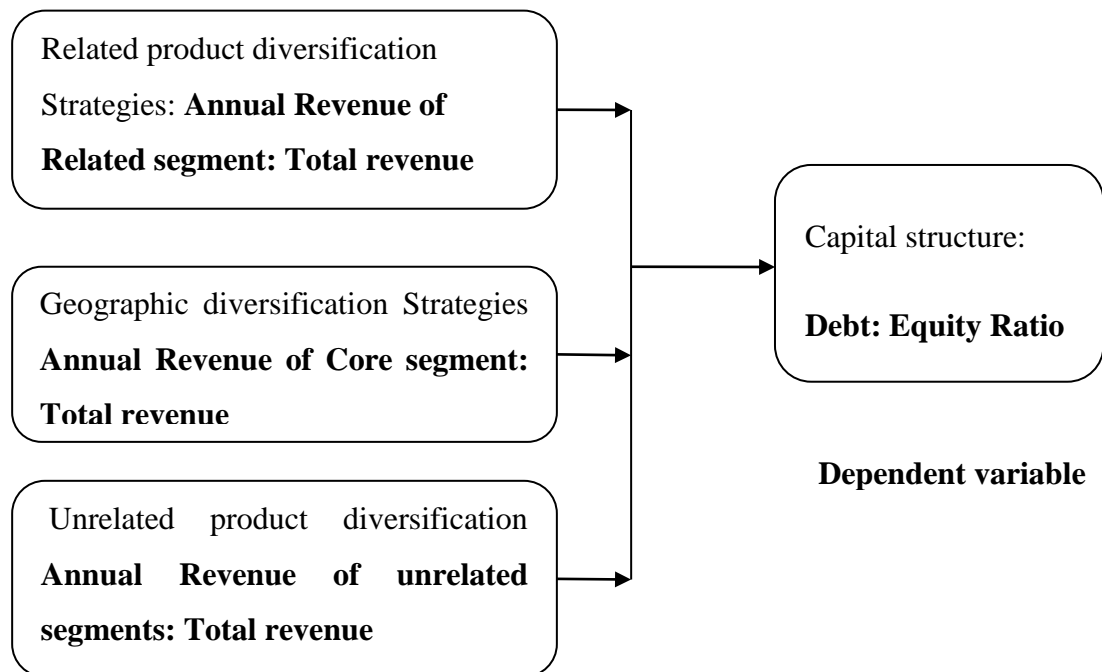 Related product diversification
Strategies: Annual Revenue of
Related segment: Total revenue
Geographic diversification Strategies
Annual Revenue of Core segment:
Total revenue
Unrelated product diversification
Annual Revenue of unrelated
segments: Total revenue
Capital structure:
Debt: Equity Ratio
Dependent variable